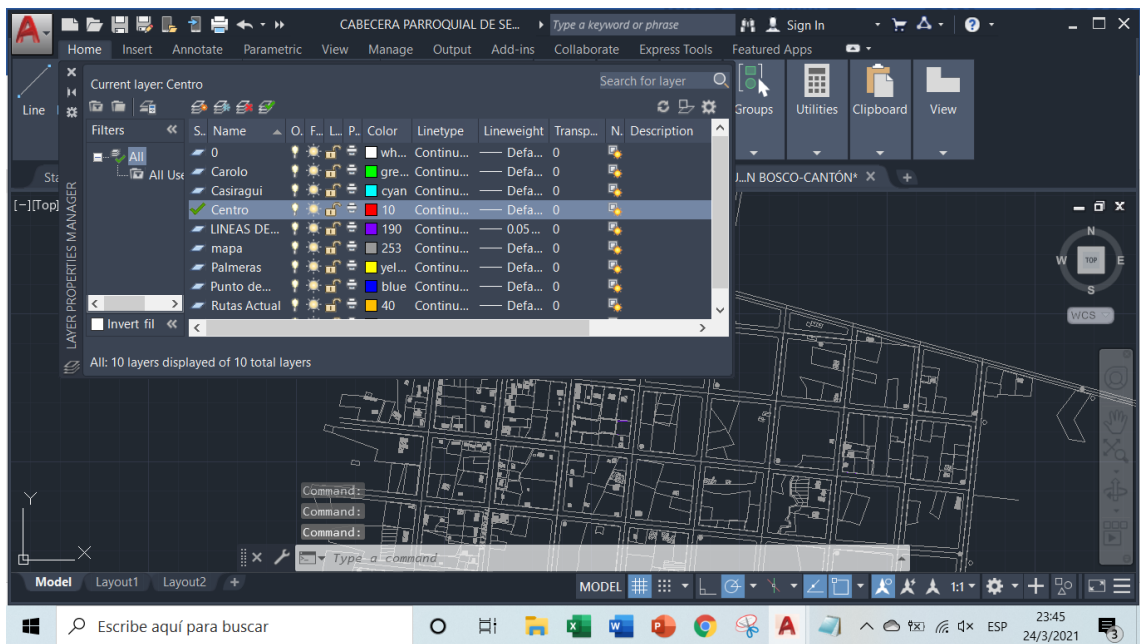 CABECERA PARROQUIAL DE SE... Type a keyword or phrase Sign In
Home Insert Annotate Parametric View Manage Output Add-ins Collaborate Express Tools Featured Apps
Current layer: Centro Search for layer
Line Groups Utilities Clipboard View
Filters S.. Name O. F... L... P.. Color Linetype Lineweight Transp... N. Description
All 0 wh... Continu... Defa... 0
All Use Carolo gre... Continu... Defa... 0
Casiragui cyan Continu... Defa... 0
Centro 10 Continu... Defa... 0
LINEAS DE... 190 Continu... 0.05 ... 0
mapa 253 Continu... Defa... 0
Palmeras yel... Continu... Defa... 0
Punto de... blue Continu... Defa... 0
Rutas Actual 40 Continu... Defa... 0
Invert fil
All: 10 layers displayed of 10 total layers
LAYER PROPERTIES MANAGER
Sta
J...N BOSCO-CANTÓN*
[-][Top]
N
W TOP E
S
WCS
Y
X
Command:
Command:
Command:
Type a command
Model Layout1 Layout2 MODEL 1:1
Escribe aquí para buscar ESP 23:45
24/3/2021
3